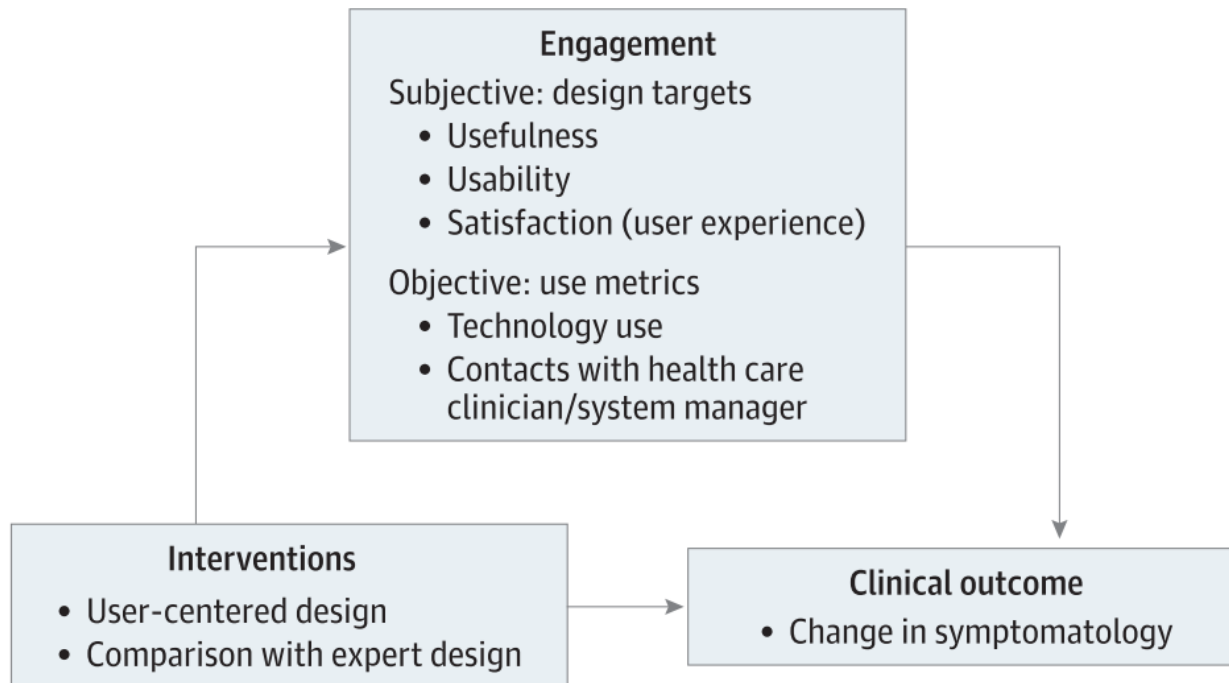 Engagement
Subjective: design targets
• Usefulness
• Usability
• Satisfaction (user experience)
Objective: use metrics
• Technology use
• Contacts with health care
clinician/system manager
Interventions
• User-centered design
• Comparison with expert design
Clinical outcome
• Change in symptomatology